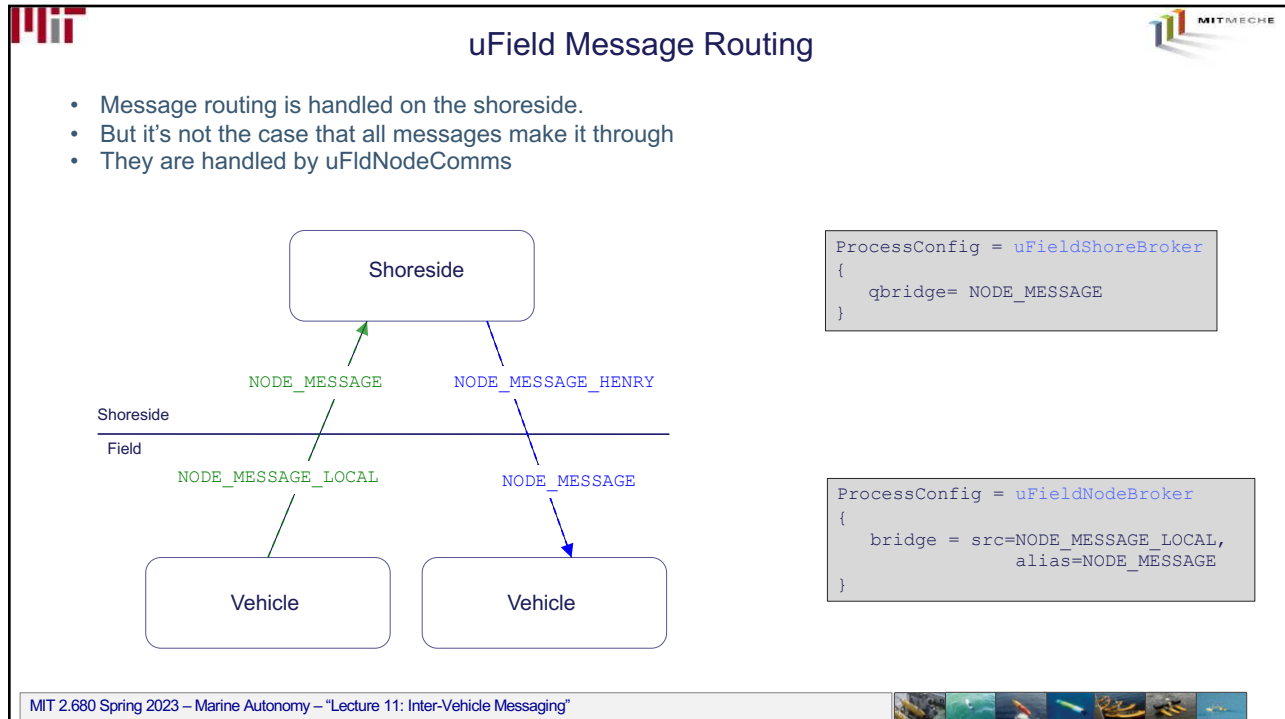 MIT
MITMECHE
uField Message Routing
• Message routing is handled on the shoreside.
• But it's not the case that all messages make it through
• They are handled by uFldNodeComms
Shoreside
NODE_MESSAGE
NODE_MESSAGE_HENRY
Shoreside
Field
NODE_MESSAGE_LOCAL
NODE_MESSAGE
Vehicle
Vehicle
ProcessConfig = uFieldShoreBroker
{
qbridge= NODE_MESSAGE
}
ProcessConfig = uFieldNodeBroker
{
bridge = src=NODE_MESSAGE_LOCAL,
alias=NODE_MESSAGE
}
MIT 2.680 Spring 2023 – Marine Autonomy – “Lecture 11: Inter-Vehicle Messaging”